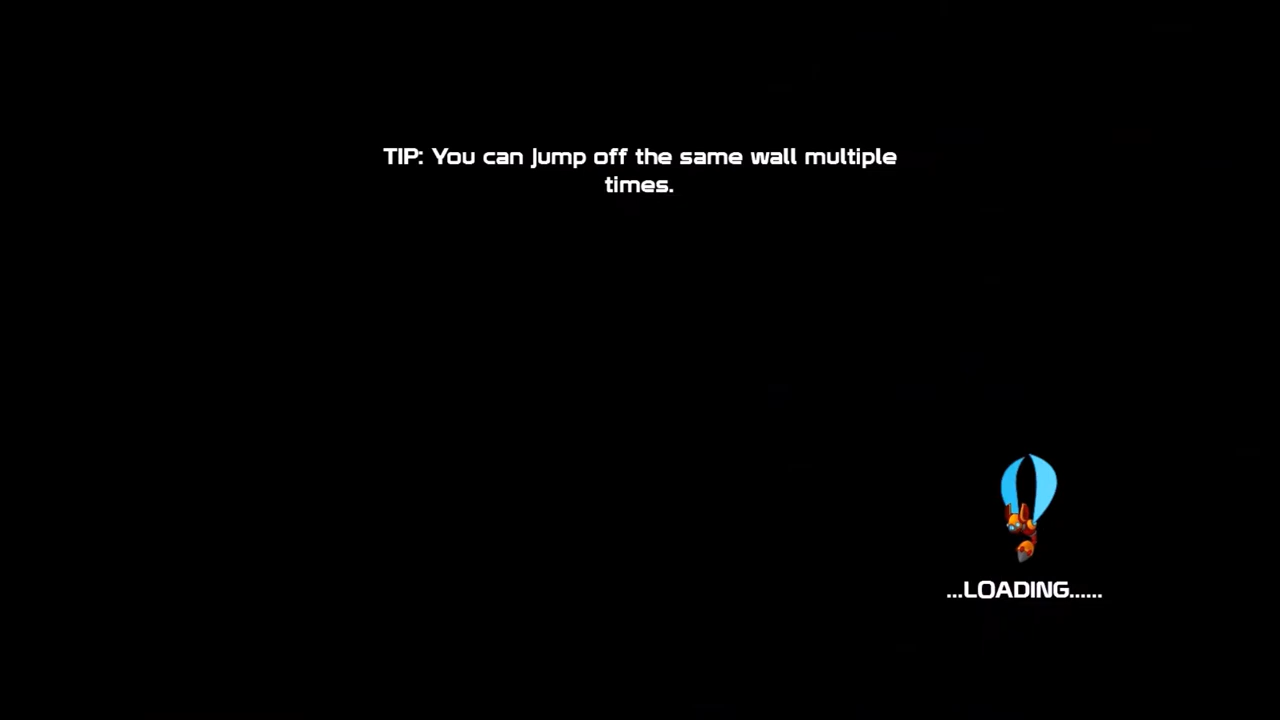 TIP: You can jump off the same wall multiple
times.
...LOADING......